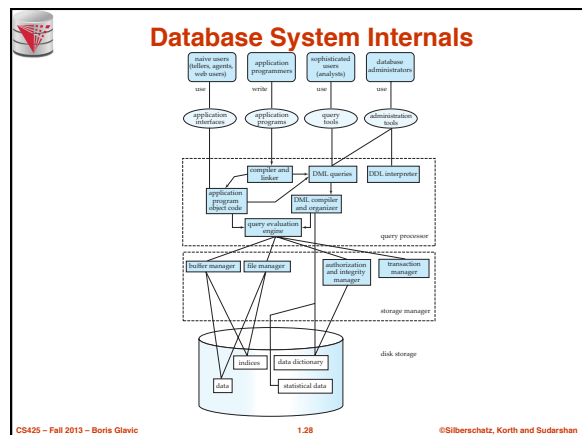 Database System Internals
naive users
(tellers, agents,
web users)
application
programmers
sophisticated
users
(analysts)
database
administrators
use
write
use
use
application
interfaces
application
programs
query
tools
administration
tools
compiler and
linker
DML queries
DDL interpreter
application
program
object code
DML compiler
and organizer
query evaluation
engine
query processor
buffer manager
file manager
authorization
and integrity
manager
transaction
manager
storage manager
disk storage
indices
data dictionary
data
statistical data
CS425 – Fall 2013 – Boris Glavic
1.28
©Silberschatz, Korth and Sudarshan